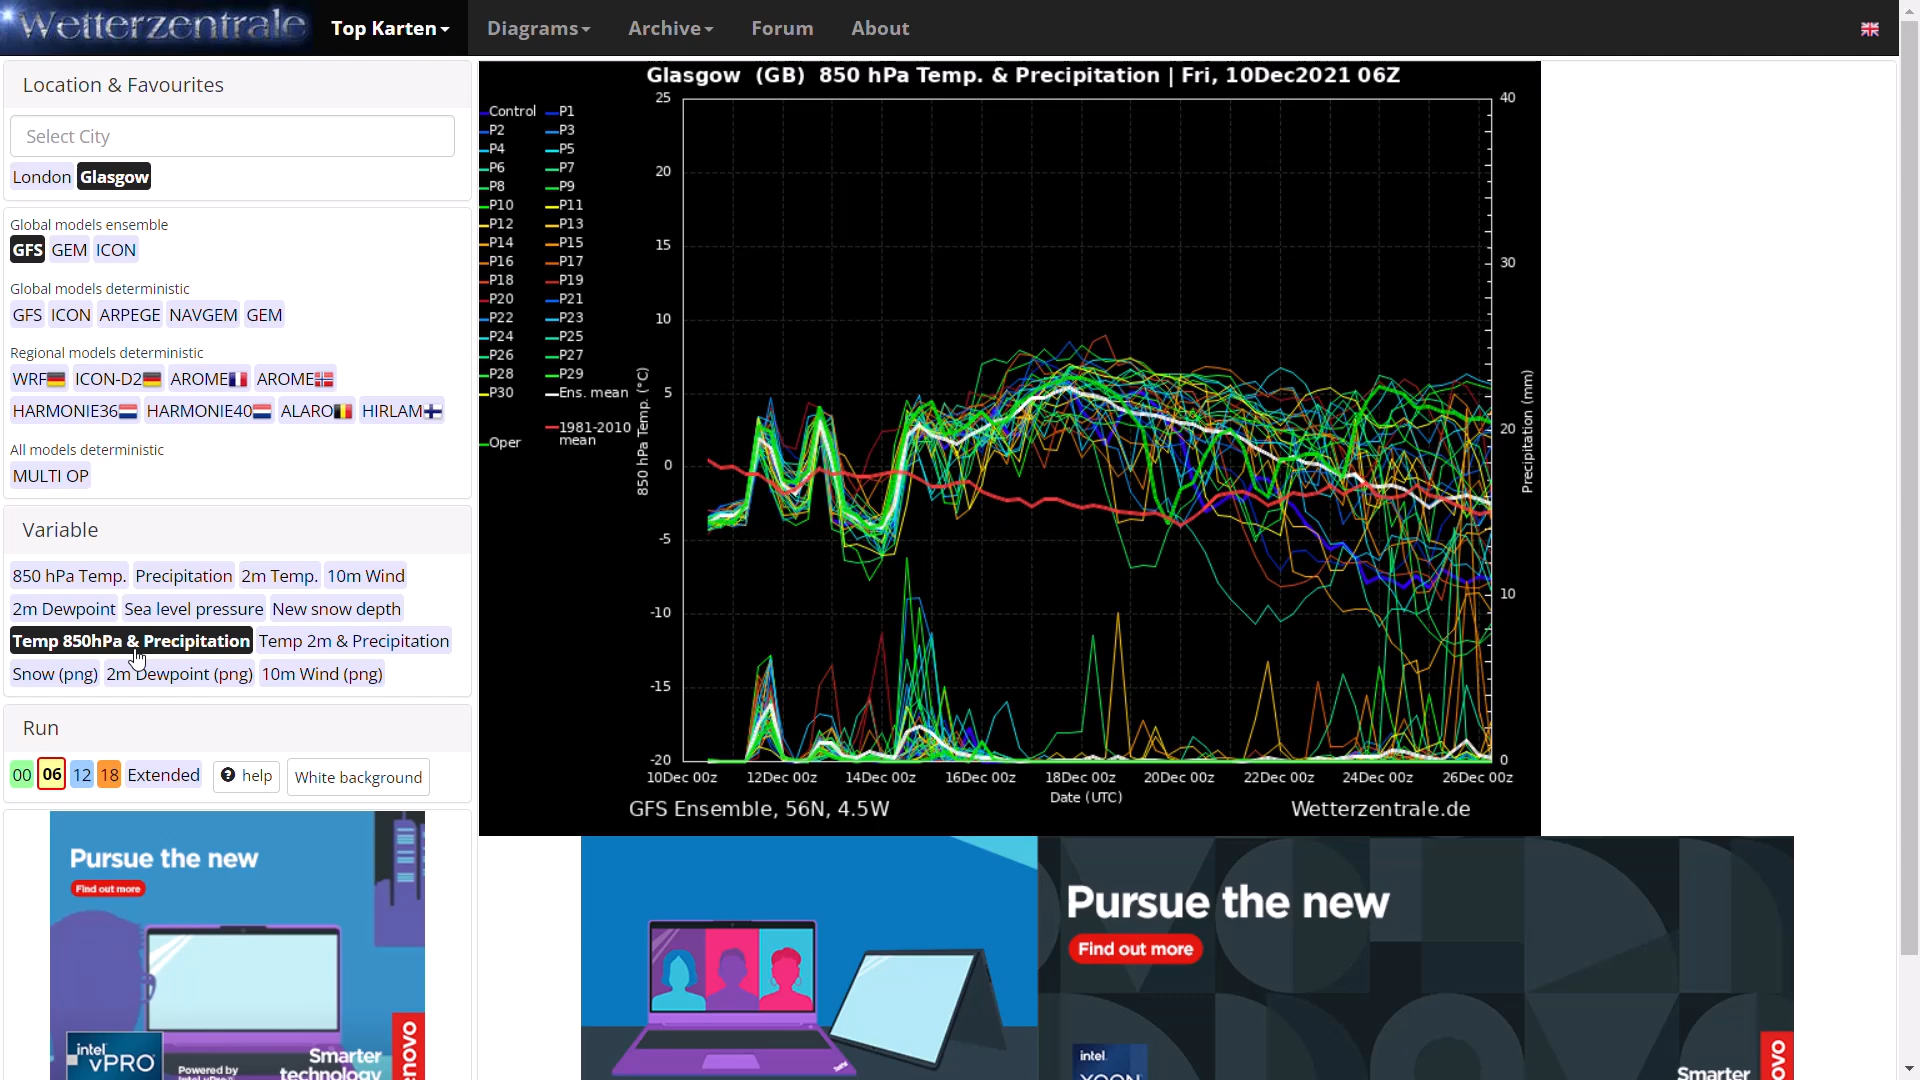 Wetterzentrale
Top Karten
Diagrams
Archive
Forum
About
Location & Favourites
Select City
London Glasgow
Global models ensemble
GFS GEM ICON
Global models deterministic
GFS ICON ARPEGE NAVGEM GEM
Regional models deterministic
WRF ICON-D2 AROME AROME
HARMONIE36 HARMONIE40 ALARO HIRLAM
All models deterministic
MULTI OP
Variable
850 hPa Temp. Precipitation 2m Temp. 10m Wind
2m Dewpoint Sea level pressure New snow depth
Temp 850hPa & Precipitation Temp 2m & Precipitation
Snow (png) 2m Dewpoint (png) 10m Wind (png)
Run
00 06 12 18 Extended help White background
Glasgow (GB) 850 hPa Temp. & Precipitation | Fri, 10Dec2021 06Z
Control P1
P2 P3
P4 P5
P6 P7
P8 P9
P10 P11
P12 P13
P14 P15
P16 P17
P18 P19
P20 P21
P22 P23
P24 P25
P26 P27
P28 P29
P30 Ens. mean
Oper 1981-2010
mean
850 hPa Temp. (°C)
25
20
15
10
5
0
-5
-10
-15
-20
40
30
20
10
0
Precipitation (mm)
10Dec 00z 12Dec 00z 14Dec 00z 16Dec 00z 18Dec 00z 20Dec 00z 22Dec 00z 24Dec 00z 26Dec 00z
Date (UTC)
GFS Ensemble, 56N, 4.5W Wetterzentrale.de
Pursue the new
Find out more
intel
vPRO
Powered by
Smarter
technology
enovo
Pursue the new
Find out more
intel
Smarter
ovo